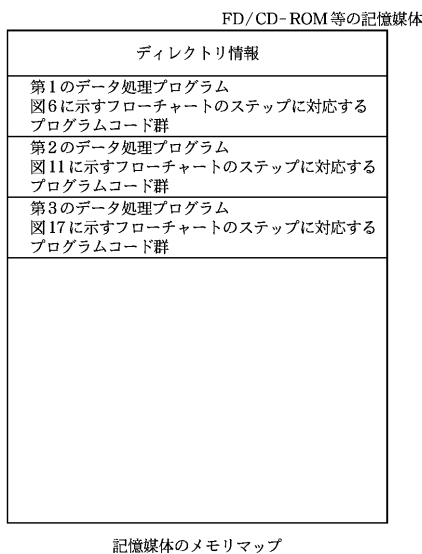 FD/CD-ROM等の記憶媒体
ディレクトリ情報
第1のデータ処理プログラム
図6に示すフローチャートのステップに対応する
プログラムコード群
第2のデータ処理プログラム
図11に示すフローチャートのステップに対応する
プログラムコード群
第3のデータ処理プログラム
図17に示すフローチャートのステップに対応する
プログラムコード群
記憶媒体のメモリマップ